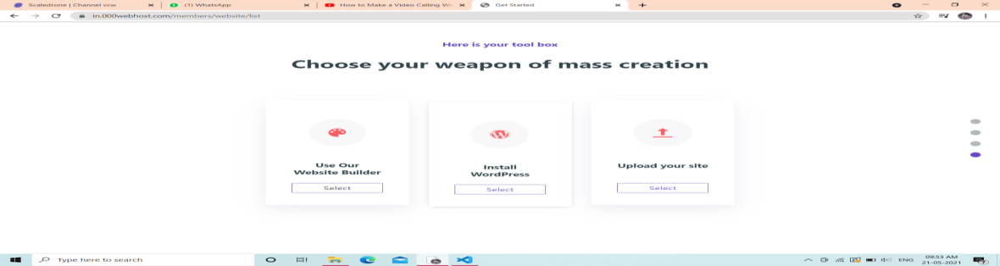 Scaledrone | Channel vcw
(1) WhatsApp
How to Make a Video Calling We
Get Started
in.000webhost.com/members/website/list
Here is your tool box
Choose your weapon of mass creation
Use Our
Website Builder
Select
Install
WordPress
Select
Upload your site
Select
Type here to search
ENG
09:53 AM
21-05-2021